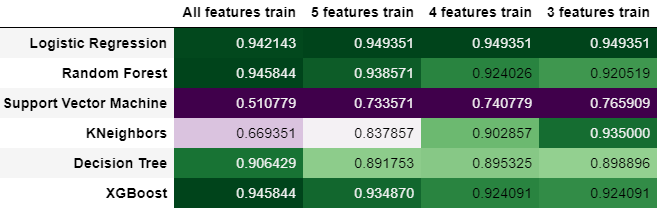 All features train 5 features train 4 features train 3 features train
Logistic Regression 0.942143 0.949351 0.949351 0.949351
Random Forest 0.945844 0.938571 0.924026 0.920519
Support Vector Machine 0.510779 0.733571 0.740779 0.765909
KNeighbors 0.669351 0.837857 0.902857 0.935000
Decision Tree 0.906429 0.891753 0.895325 0.898896
XGBoost 0.945844 0.934870 0.924091 0.924091